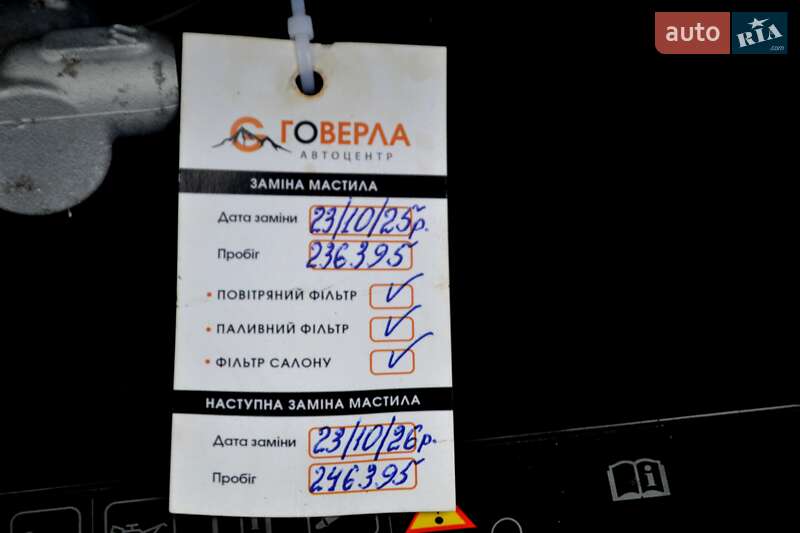 auto RIA .com
ГОВЕРЛА
АВТОЦЕНТР
ЗАМІНА МАСТИЛА
Дата заміни 23/10/25р.
Пробіг 236395
• ПОВІТРЯНИЙ ФІЛЬТР ✓
• ПАЛИВНИЙ ФІЛЬТР ✓
• ФІЛЬТР САЛОНУ ✓
НАСТУПНА ЗАМІНА МАСТИЛА
Дата заміни 23/10/26р.
Пробіг 246395